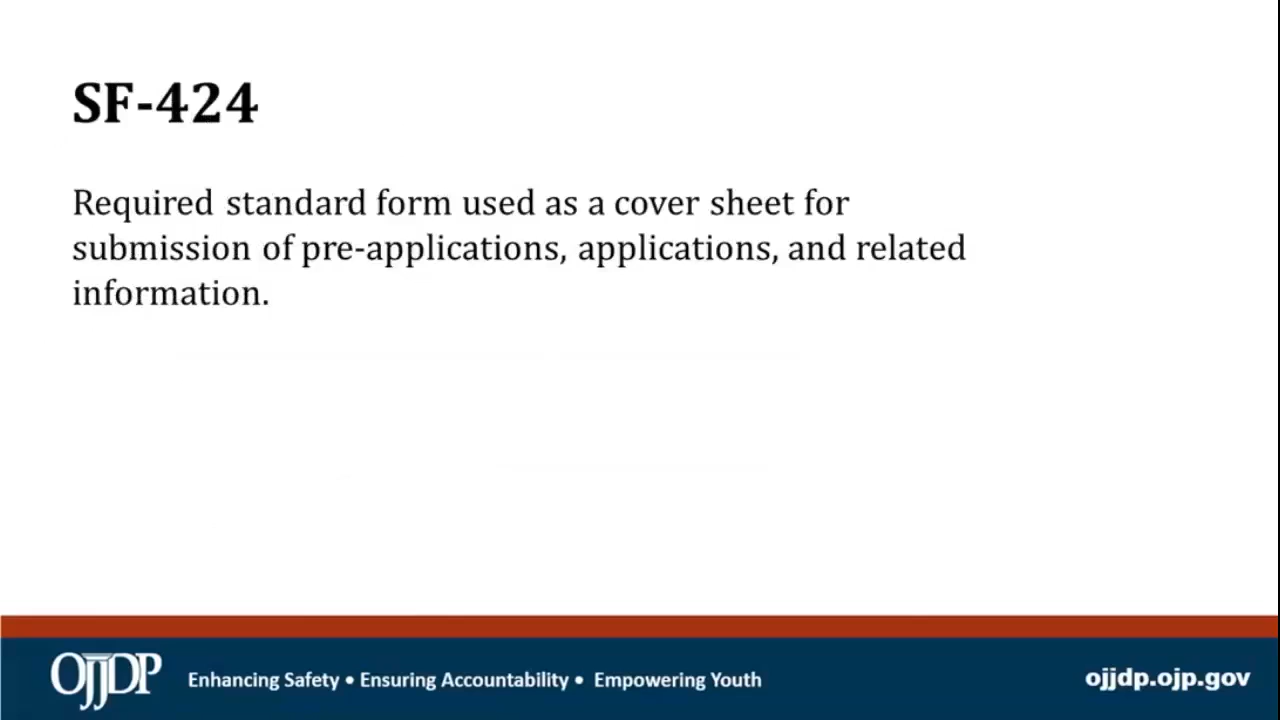 SF-424
Required standard form used as a cover sheet for
submission of pre-applications, applications, and related
information.
OJJDP
Enhancing Safety • Ensuring Accountability • Empowering Youth
ojjdp.ojp.gov